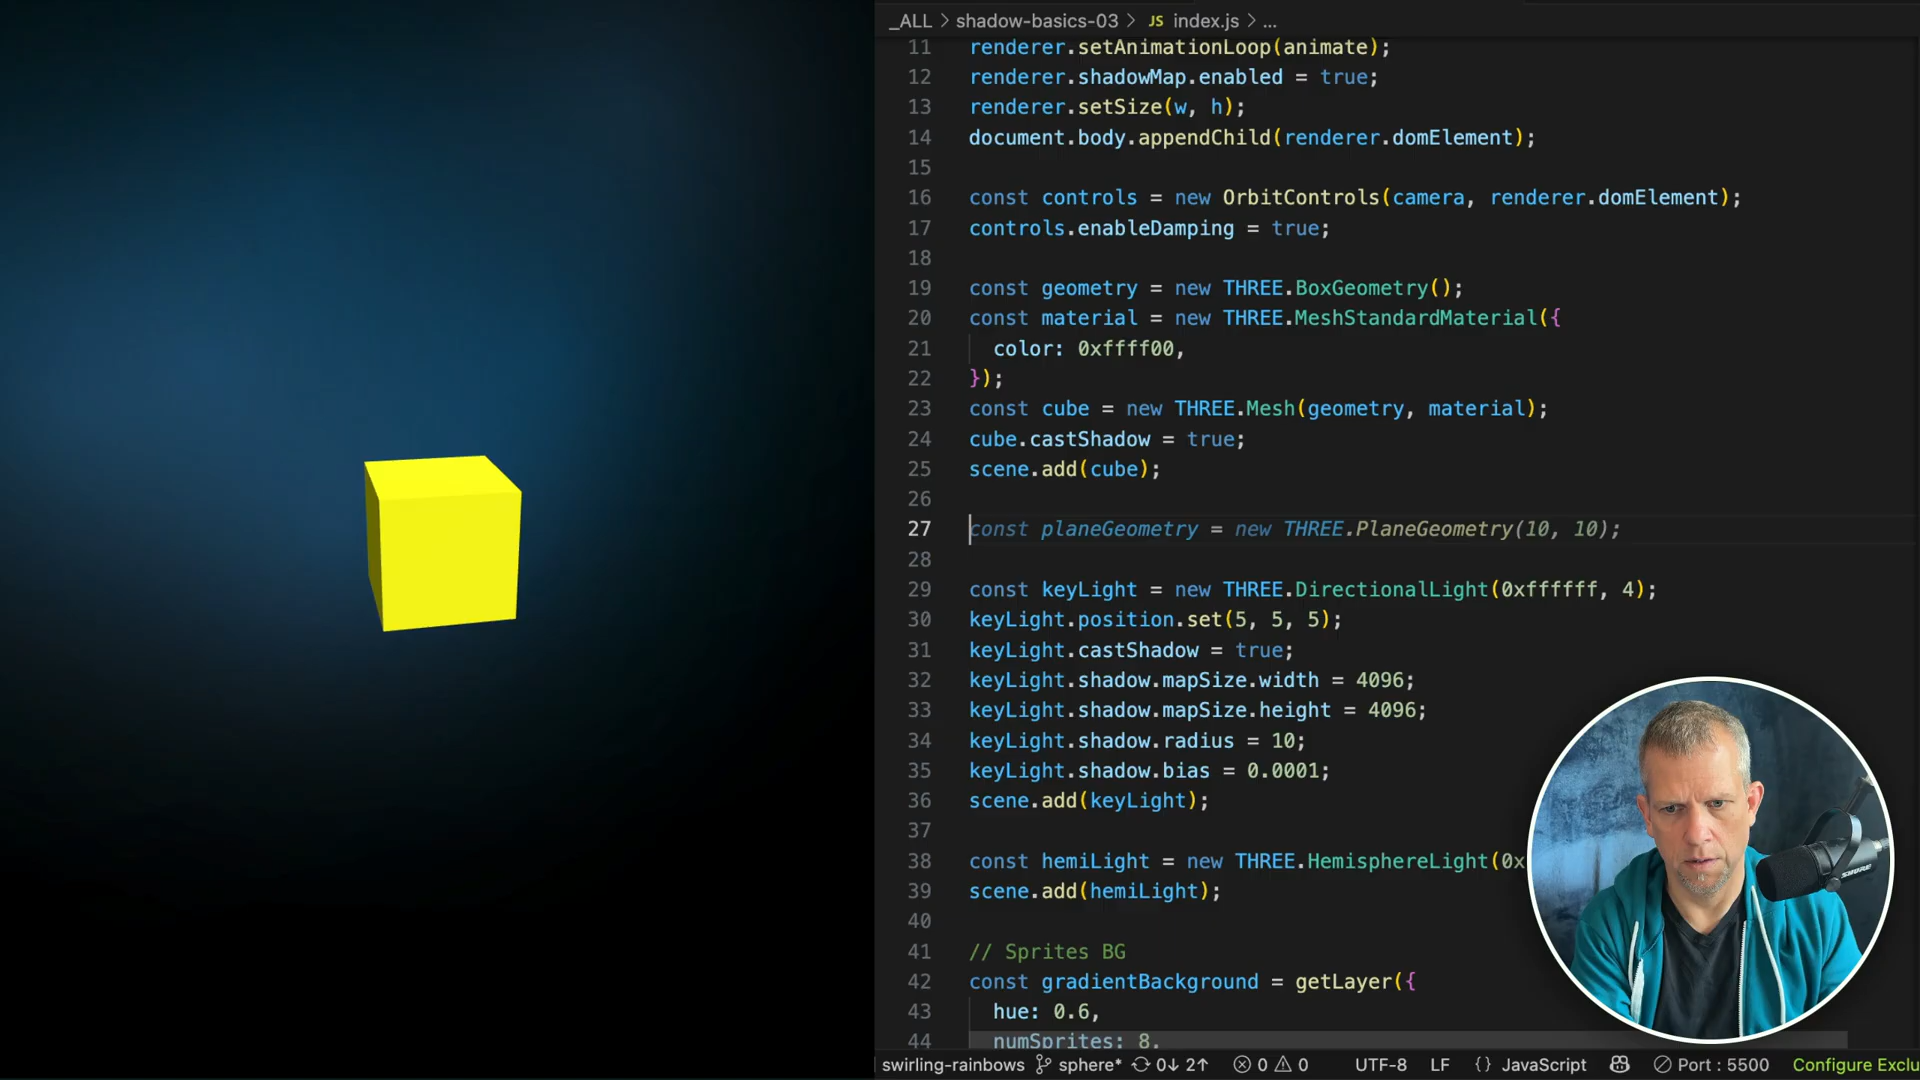 _ALL > shadow-basics-03 > JS index.js > ...
11 renderer.setAnimationLoop(animate);
12 renderer.shadowMap.enabled = true;
13 renderer.setSize(w, h);
14 document.body.appendChild(renderer.domElement);
15
16 const controls = new OrbitControls(camera, renderer.domElement);
17 controls.enableDamping = true;
18
19 const geometry = new THREE.BoxGeometry();
20 const material = new THREE.MeshStandardMaterial({
21 color: 0xffff00,
22 });
23 const cube = new THREE.Mesh(geometry, material);
24 cube.castShadow = true;
25 scene.add(cube);
26
27 const planeGeometry = new THREE.PlaneGeometry(10, 10);
28
29 const keyLight = new THREE.DirectionalLight(0xffffff, 4);
30 keyLight.position.set(5, 5, 5);
31 keyLight.castShadow = true;
32 keyLight.shadow.mapSize.width = 4096;
33 keyLight.shadow.mapSize.height = 4096;
34 keyLight.shadow.radius = 10;
35 keyLight.shadow.bias = 0.0001;
36 scene.add(keyLight);
37
38 const hemiLight = new THREE.HemisphereLight(0x
39 scene.add(hemiLight);
40
41 // Sprites BG
42 const gradientBackground = getLayer({
43 hue: 0.6,
44 numSprites: 8,
SHURE
swirling-rainbows sphere* 0↓ 2↑ 0 0 UTF-8 LF {} JavaScript Port : 5500 Configure Exclu